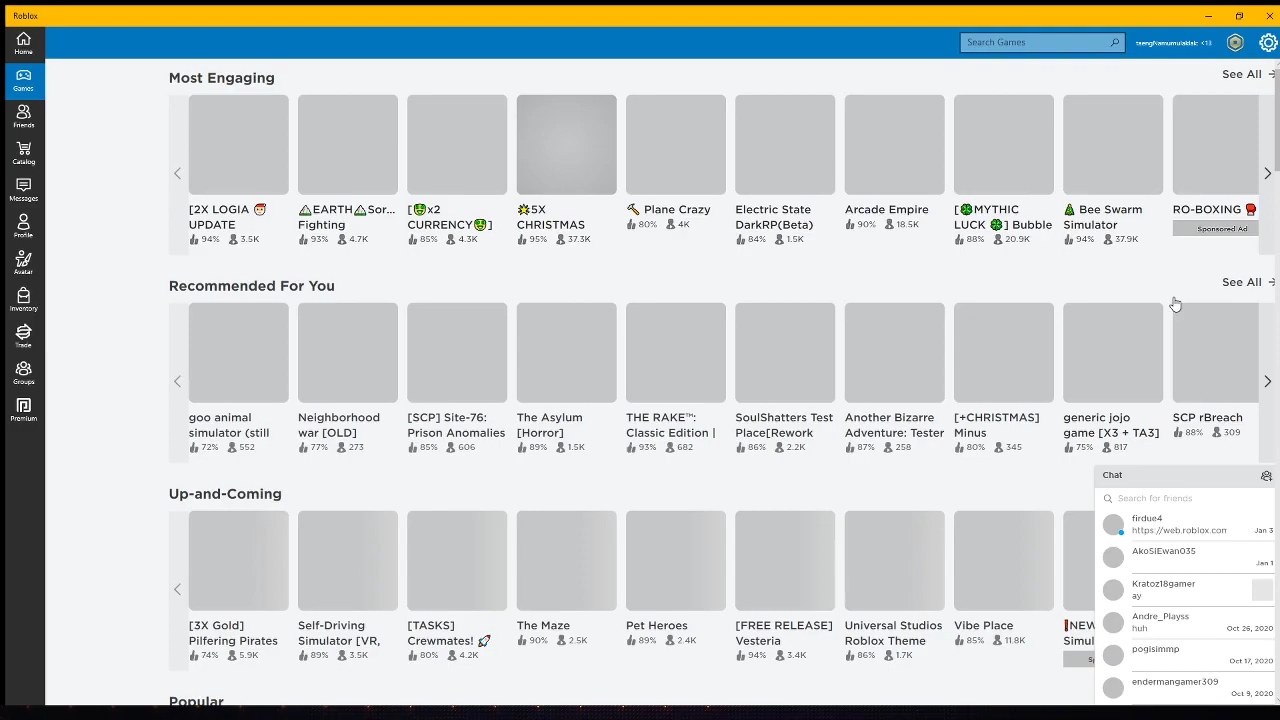 Roblox
Home
Games
Friends
Catalog
Messages
Profile
Avatar
Inventory
Trade
Groups
Premium
Search Games
tsengNamumulaklak: <13
Most Engaging
See All
[2X LOGIA 🎅 UPDATE
94% 3.5K
⛰EARTH⛰Sor... Fighting
93% 4.7K
[🤑x2 CURRENCY🤑]
85% 4.3K
🌟5X CHRISTMAS
95% 37.3K
🔨 Plane Crazy
80% 4K
Electric State DarkRP(Beta)
84% 1.5K
Arcade Empire
90% 18.5K
[🍀MYTHIC LUCK 🍀] Bubble
88% 20.9K
🎄 Bee Swarm Simulator
94% 37.9K
RO-BOXING 🥊
Sponsored Ad
Recommended For You
See All
goo animal simulator (still
72% 552
Neighborhood war [OLD]
77% 273
[SCP] Site-76: Prison Anomalies
85% 606
The Asylum [Horror]
89% 1.5K
THE RAKE™: Classic Edition |
93% 682
SoulShatters Test Place[Rework
86% 2.2K
Another Bizarre Adventure: Tester
87% 258
[+CHRISTMAS] Minus
80% 345
generic jojo game [X3 + TA3]
75% 817
SCP rBreach
88% 309
Up-and-Coming
[3X Gold] Pilfering Pirates
74% 5.9K
Self-Driving Simulator [VR,
89% 3.5K
[TASKS] Crewmates! 🚀
80% 4.2K
The Maze
90% 2.5K
Pet Heroes
89% 2.4K
[FREE RELEASE] Vesteria
94% 3.4K
Universal Studios Roblox Theme
86% 1.7K
Vibe Place
85% 11.8K
❗NEW
Simul
Sp
Popular
Chat
Search for friends
firdue4
https://web.roblox.com Jan 3
AkoSiEwan035
Jan 1
Kratoz18gamer
ay
Andre_Playss
huh Oct 26, 2020
pogisimmp
Oct 17, 2020
endermangamer309
Oct 9, 2020